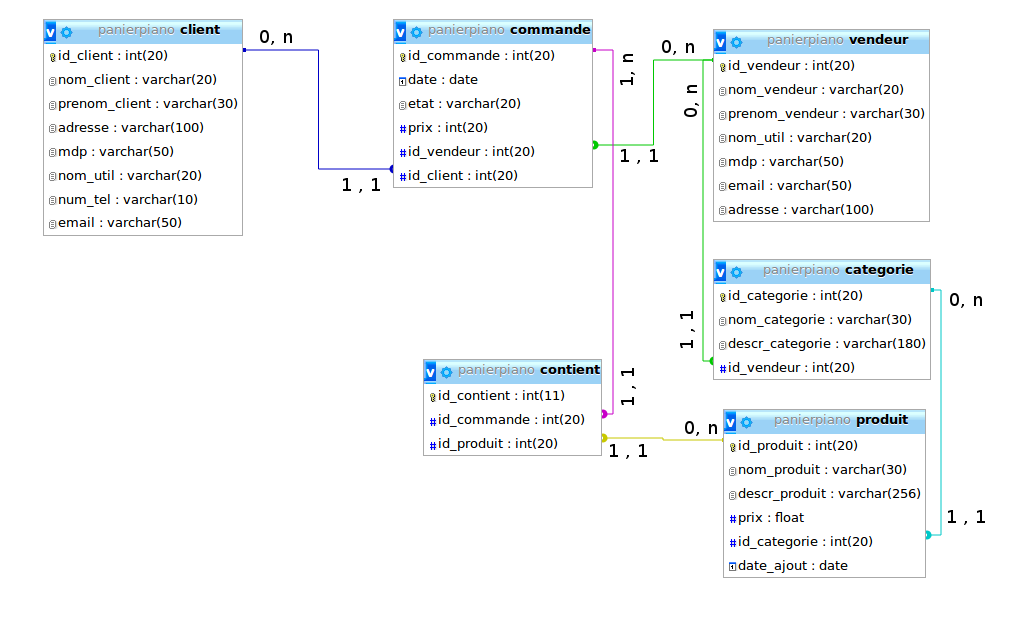 v panierpiano client
id_client : int(20)
nom_client : varchar(20)
prenom_client : varchar(30)
adresse : varchar(100)
mdp : varchar(50)
nom_util : varchar(20)
num_tel : varchar(10)
email : varchar(50)
0, n
1 , 1
v panierpiano commande
id_commande : int(20)
date : date
etat : varchar(20)
# prix : int(20)
# id_vendeur : int(20)
# id_client : int(20)
1, n
0, n
1 , 1
0, n
v panierpiano vendeur
id_vendeur : int(20)
nom_vendeur : varchar(20)
prenom_vendeur : varchar(30)
nom_util : varchar(20)
mdp : varchar(50)
email : varchar(50)
adresse : varchar(100)
v panierpiano categorie
id_categorie : int(20)
nom_categorie : varchar(30)
descr_categorie : varchar(180)
# id_vendeur : int(20)
1 , 1
0, n
v panierpiano contient
id_contient : int(11)
# id_commande : int(20)
# id_produit : int(20)
1 , 1
0, n
1 , 1
v panierpiano produit
id_produit : int(20)
nom_produit : varchar(30)
descr_produit : varchar(256)
# prix : float
# id_categorie : int(20)
date_ajout : date
1 , 1